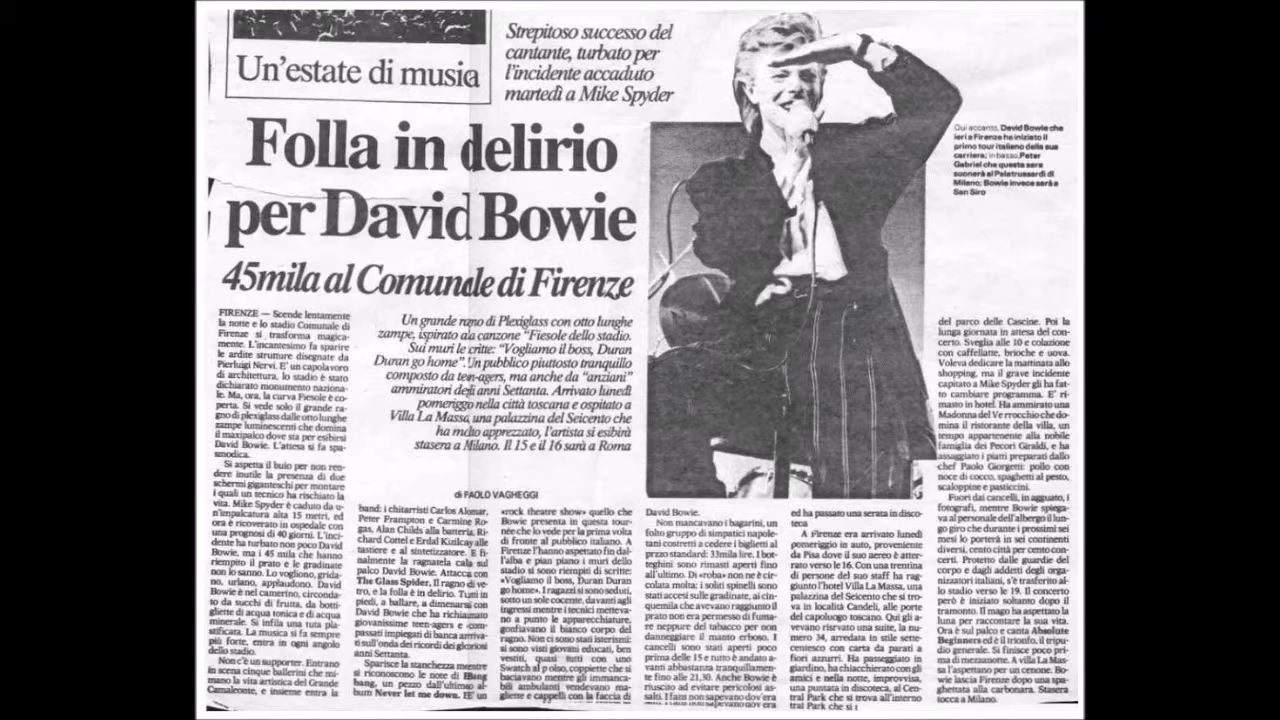 Un'estate di musica
Strepitoso successo del
cantante, turbato per
l'incidente accaduto
martedì a Mike Spyder
Folla in delirio
per David Bowie
45mila al Comunale di Firenze
Qui accanto, David Bowie che
ieri a Firenze ha iniziato il
primo tour italiano della sua
carriera; in basso, Peter
Gabriel che questa sera
suonerà al Palatrussardi di
Milano; Bowie invece sarà a
San Siro
Un grande ragno di Plexiglass con otto lunghe
zampe, ispirato alla canzone "Fiesole dello stadio.
Sui muri le scritte: "Vogliamo il boss, Duran
Duran go home". Un pubblico piuttosto tranquillo
composto da teen-agers, ma anche da "anziani"
ammiratori degli anni Settanta. Arrivato lunedì
pomeriggio nella città toscana e ospitato a
Villa La Massa, una palazzina del Seicento che
ha molto apprezzato, l'artista si esibirà
stasera a Milano. Il 15 e il 16 sarà a Roma
di PAOLO VAGHEGGI
FIRENZE — Scende lentamente
la notte e lo stadio Comunale di
Firenze si trasforma magica-
mente. L'incantesimo fa sparire
le ardite strutture disegnate da
Pierluigi Nervi. E' un capolavoro
di architettura, lo stadio è stato
dichiarato monumento naziona-
le. Ma, ora, la curva Fiesole è co-
perta. Si vede solo il grande ra-
gno di plexiglass dalle otto lunghe
zampe luminescenti che domina
il maxipalco dove sta per esibirsi
David Bowie. L'attesa si fa spa-
smodica.
Si aspetta il buio per non ren-
dere inutile la presenza di due
schermi giganteschi per montare
i quali un tecnico ha rischiato la
vita. Mike Spyder è caduto da u-
n'impalcatura alta 15 metri, ed
ora è ricoverato in ospedale con
una prognosi di 40 giorni. L'inci-
dente ha turbato non poco David
Bowie, ma i 45 mila che hanno
riempito il prato e le gradinate
non lo sanno. Lo vogliono, grida-
no, urlano, applaudono. David
Bowie è nel camerino, circonda-
to da succhi di frutta, da botti-
gliette di acqua tonica e di acqua
minerale. Si infila una tuta pla-
stificata. La musica si fa sempre
più forte, entra in ogni angolo
dello stadio.
Non c'è un supporter. Entrano
in scena cinque ballerini che mi-
mano la vita artistica del Grande
Camaleonte, e insieme entra la
band: i chitarristi Carlos Alomar,
Peter Frampton e Carmine Ro-
gas, Alan Childs alla batteria, Ri-
chard Cottel e Erdal Kizilcay alle
tastiere e al sintetizzatore. E fi-
nalmente la ragnatela cala sul
palco David Bowie. Attacca con
The Glass Spider, Il ragno di ve-
tro, e la folla è in delirio. Tutti in
piedi, a ballare, a dimenarsi con
David Bowie che ha richiamato
giovanissime teen-agers e com-
passati impiegati di banca arriva-
ti sull'onda dei ricordi dei gloriosi
anni Settanta.
Sparisce la stanchezza mentre
si riconoscono le note di Bang
bang, un pezzo dall'ultimo al-
bum Never let me down. E' un
«rock theatre show» quello che
Bowie presenta in questa tour-
née che lo vede per la prima volta
di fronte al pubblico italiano. A
Firenze l'hanno aspettato fin dal-
l'alba e pian piano i muri dello
stadio si sono riempiti di scritte:
«Vogliamo il boss, Duran Duran
go home». I ragazzi si sono seduti,
sotto un sole cocente, davanti agli
ingressi mentre i tecnici metteva-
no a punto le apparecchiature,
gonfiavano il bianco corpo del
ragno. Non ci sono stati isterismi:
si sono visti giovani educati, ben
vestiti, quasi tutti con uno
Swatch al polso, coppiette che si
baciavano mentre gli immanca-
bili ambulanti vendevano ma-
gliette e cappelli con la faccia di
David Bowie.
Non mancavano i bagarini, un
folto gruppo di simpatici napole-
tani costretti a cedere i biglietti al
przzo standard: 33mila lire. I bot-
teghini sono rimasti aperti fino
all'ultimo. Di «roba» non ne è cir-
colata molta: i soliti spinelli sono
stati accesi sulle gradinate, ai cin-
quemila che avevano raggiunto il
prato non era permesso di fuma-
re neppure del tabacco per non
danneggiare il manto erboso. I
cancelli sono stati aperti poco
prima delle 15 e tutto è andato a-
vanti abbastanza tranquillamen-
te fino alle 21,30. Anche Bowie è
riuscito ad evitare pericolosi as-
salti. I fans non sapevano dov'era
ed ha passato una serata in disco-
teca
A Firenze era arrivato lunedì
pomeriggio in auto, proveniente
da Pisa dove il suo aereo è atter-
rato verso le 16. Con una trentina
di persone del suo staff ha rag-
giunto l'hotel Villa La Massa, una
palazzina del Seicento che si tro-
va in località Candeli, alle porte
del capoluogo toscano. Qui gli a-
vevano risrvato una suite, la nu-
mero 34, arredata in stile sette-
centesco con carta da parati a
fiori azzurri. Ha passeggiato in
giardino, ha chiacchierato con gli
amici e nella notte, improvvisa,
una puntata in discoteca, al Cen-
tral Park che si trova all'interno
tral Park che si i
del parco delle Cascine. Poi la
lunga giornata in attesa del con-
certo. Sveglia alle 10 e colazione
con caffellatte, brioche e uova.
Voleva dedicare la mattinata allo
shopping, ma il grave incidente
capitato a Mike Spyder gli ha fat-
to cambiare programma. E' ri-
masto in hotel. Ha ammirato una
Madonna del Verrocchio che do-
mina il ristorante della villa, un
tempo appartenente alla nobile
famiglia dei Pecori Giraldi, e ha
assaggiato i piatti preparati dallo
chef Paolo Giorgetti: pollo con
noce di cocco, spaghetti al pesto,
scaloppine e pasticcini.
Fuori dai cancelli, in agguato, i
fotografi, mentre Bowie spiega-
va al personale dell'albergo il lun-
go giro che durante i prossimi sei
mesi lo porterà in sei continenti
diversi, cento città per cento con-
certi. Protetto dalle guardie del
corpo e dagli addetti degli orga-
nizzatori italiani, s'è trasferito al-
lo stadio verso le 19. Il concerto
però è iniziato soltanto dopo il
tramonto. Il mago ha aspettato la
luna per raccontare la sua vita.
Ora è sul palco e canta Absolute
Beginners ed è il trionfo, il tripu-
dio generale. Si finisce poco pri-
ma di mezzanotte. A villa La Mas-
sa l'aspettano per un cenone. Bo-
wie lascia Firenze dopo una spa-
ghettata alla carbonara. Stasera
tocca a Milano.